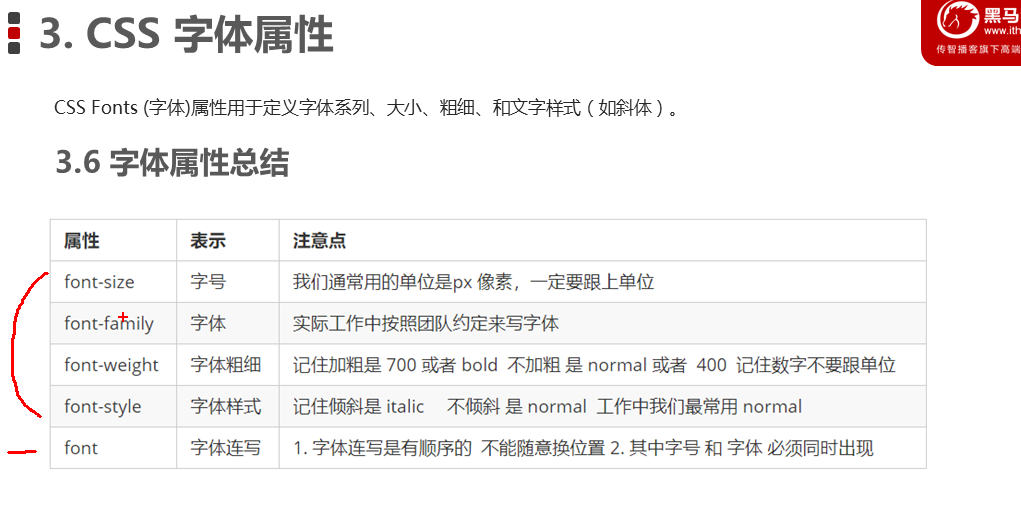 3. CSS 字体属性
黑马
www.ith
传智播客旗下高端
CSS Fonts (字体)属性用于定义字体系列、大小、粗细、和文字样式（如斜体）。
3.6 字体属性总结
属性 表示 注意点
font-size 字号 我们通常用的单位是px 像素，一定要跟上单位
font-family 字体 实际工作中按照团队约定来写字体
font-weight 字体粗细 记住加粗是 700 或者 bold 不加粗 是 normal 或者 400 记住数字不要跟单位
font-style 字体样式 记住倾斜是 italic 不倾斜 是 normal 工作中我们最常用 normal
font 字体连写 1. 字体连写是有顺序的 不能随意换位置 2. 其中字号 和 字体 必须同时出现